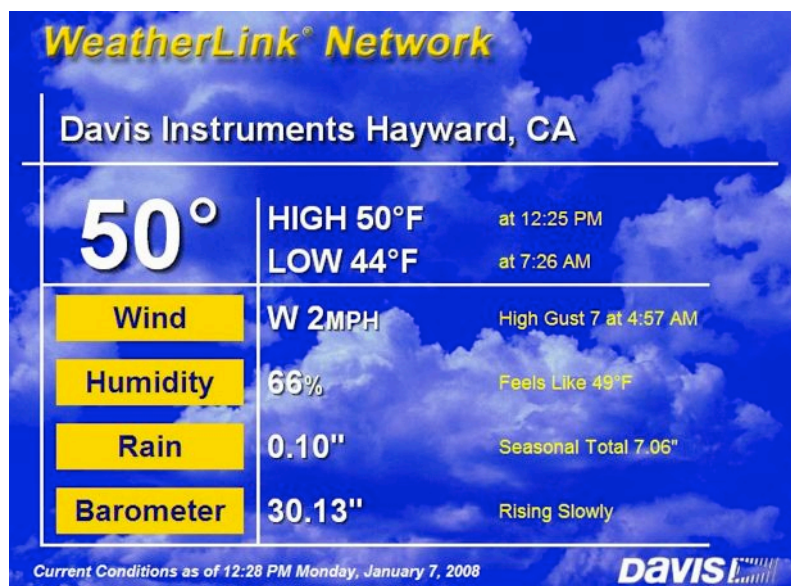 WeatherLink® Network
Davis Instruments Hayward, CA
50°
HIGH 50°F at 12:25 PM
LOW 44°F at 7:26 AM
Wind W 2MPH High Gust 7 at 4:57 AM
Humidity 66% Feels Like 49°F
Rain 0.10" Seasonal Total 7.06"
Barometer 30.13" Rising Slowly
Current Conditions as of 12:28 PM Monday, January 7, 2008
DAVIS